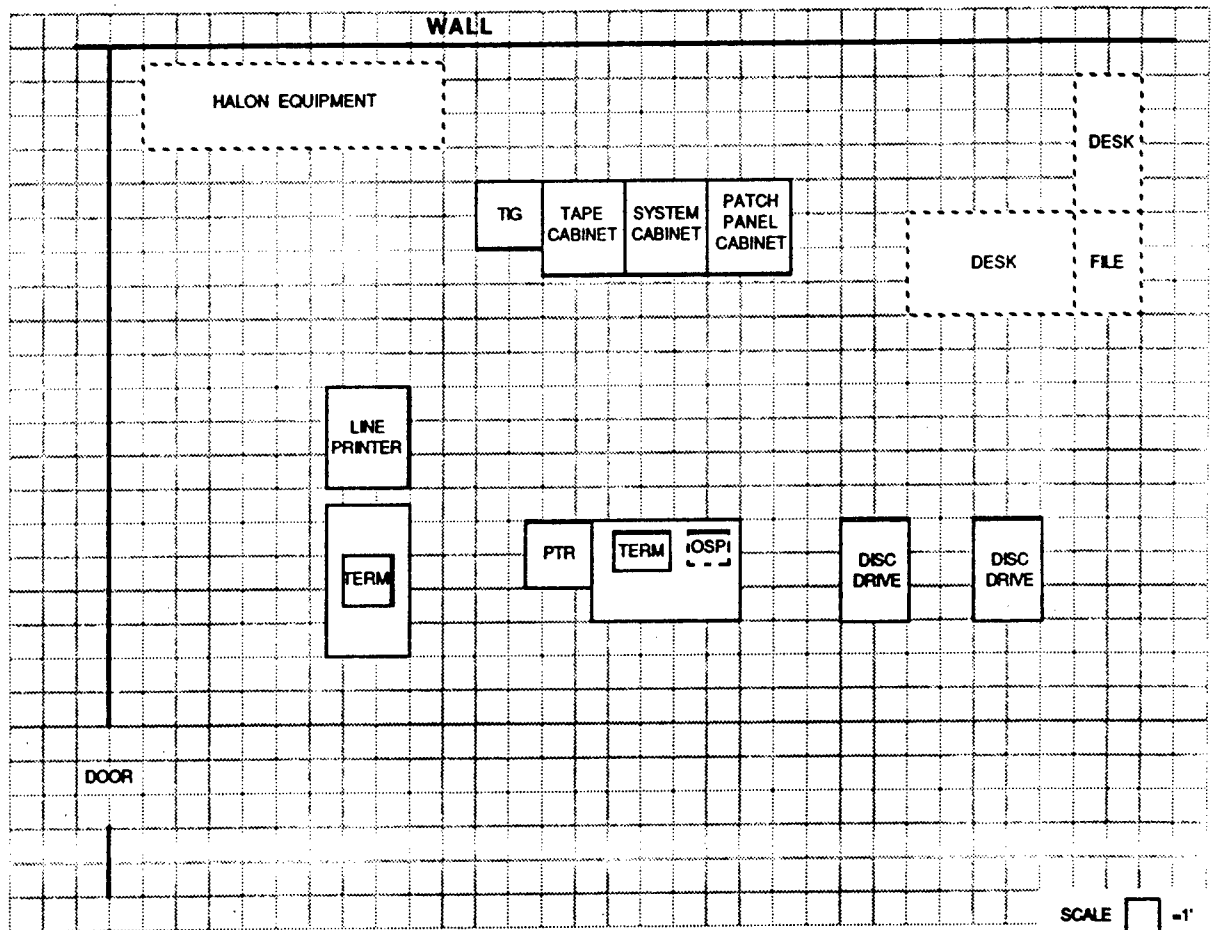 WALL
HALON EQUIPMENT
DESK
TIG
TAPE
CABINET
SYSTEM
CABINET
PATCH
PANEL
CABINET
DESK
FILE
LINE
PRINTER
TERM
PTR
TERM
OSP
DISC
DRIVE
DISC
DRIVE
DOOR
SCALE =1'